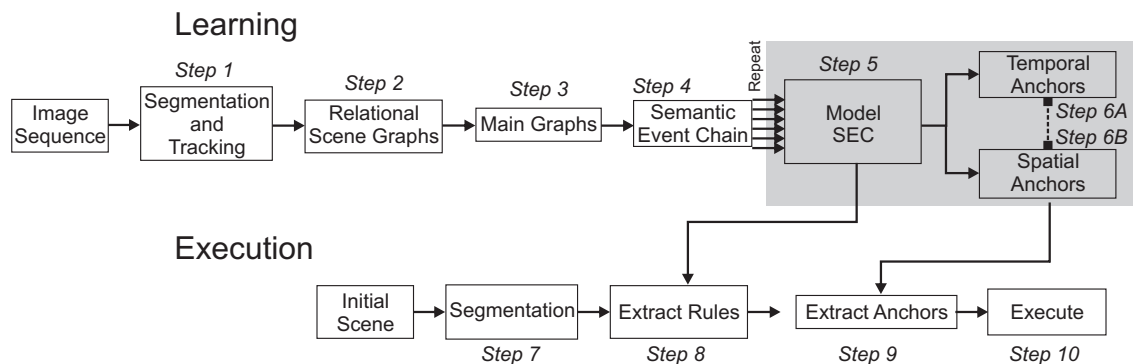 Learning
Step 1
Step 2
Step 3
Step 4
Repeat
Step 5
Image
Sequence
Segmentation
and
Tracking
Relational
Scene Graphs
Main Graphs
Semantic
Event Chain
Model
SEC
Temporal
Anchors
Step 6A
Step 6B
Spatial
Anchors
Execution
Initial
Scene
Segmentation
Extract Rules
Extract Anchors
Execute
Step 7
Step 8
Step 9
Step 10